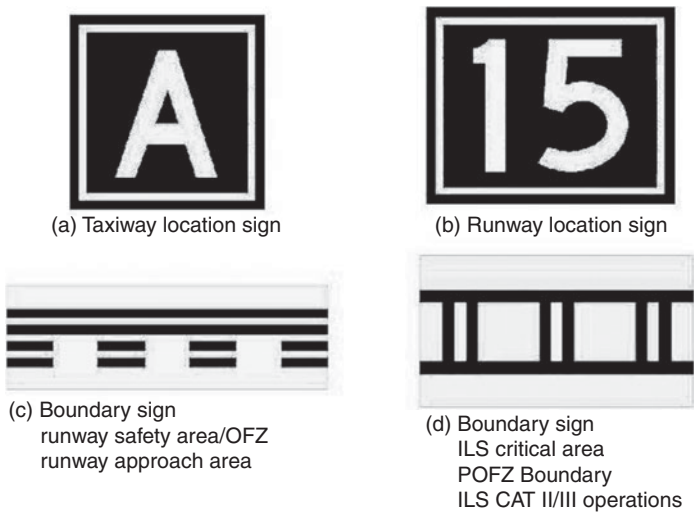 A
15
(a) Taxiway location sign
(b) Runway location sign
(c) Boundary sign
runway safety area/OFZ
runway approach area
(d) Boundary sign
ILS critical area
POFZ Boundary
ILS CAT II/III operations